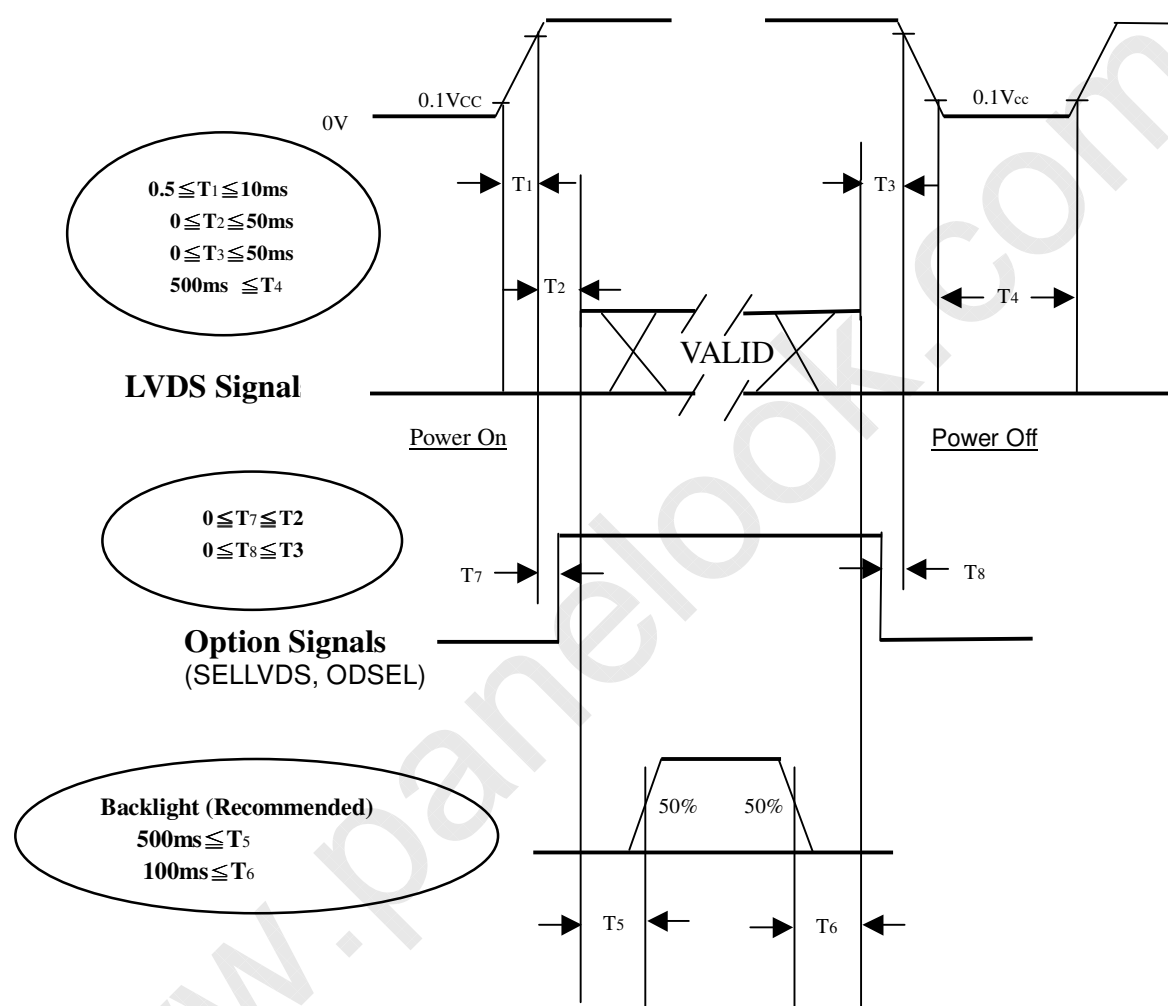 0.1VCC
0.1Vcc
0V
0.5≦T1≦10ms
0≦T2≦50ms
0≦T3≦50ms
500ms ≦T4
T1
T3
T2
T4
VALID
LVDS Signal
Power On
Power Off
0≦T7≦T2
0≦T8≦T3
T7
T8
Option Signals
(SELLVDS, ODSEL)
Backlight (Recommended)
500ms≦T5
100ms≦T6
50%
50%
T5
T6
w.panelook.com